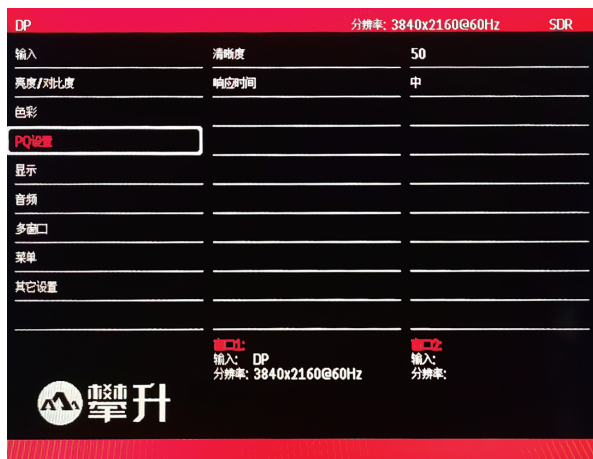 DP 分辨率: 3840x2160@60Hz SDR
输入 清晰度 50
亮度/对比度 响应时间 中
色彩
PQ设置
显示
音频
多窗口
菜单
其它设置
窗口1: 窗口2:
输入: DP 输入:
分辨率: 3840x2160@60Hz 分辨率:
攀升